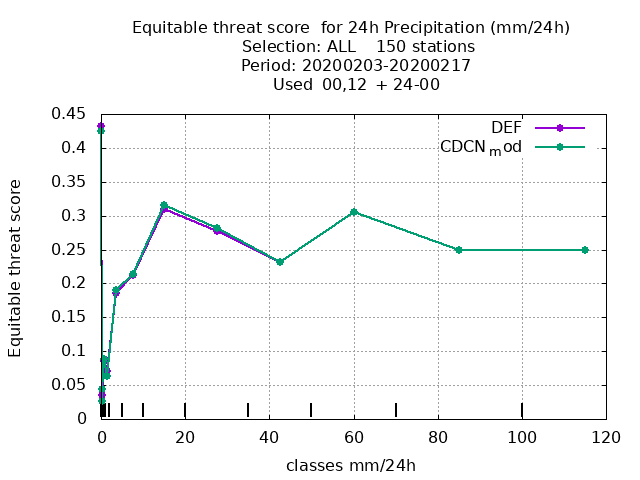 Equitable threat score for 24h Precipitation (mm/24h)
Selection: ALL 150 stations
Period: 20200203-20200217
Used 00,12 + 24-00
DEF
CDCN mod
Equitable threat score
0.45
0.4
0.35
0.3
0.25
0.2
0.15
0.1
0.05
0
0 20 40 60 80 100 120
classes mm/24h